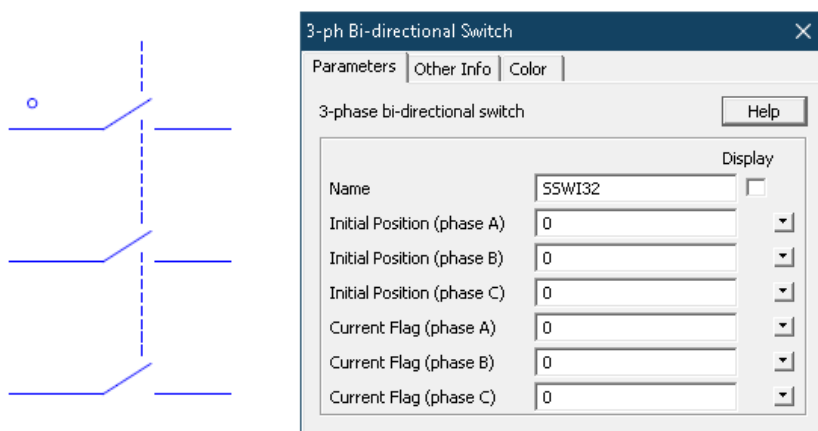 3-ph Bi-directional Switch
Parameters Other Info Color
3-phase bi-directional switch Help
Display
Name SSWI32
Initial Position (phase A) 0
Initial Position (phase B) 0
Initial Position (phase C) 0
Current Flag (phase A) 0
Current Flag (phase B) 0
Current Flag (phase C) 0